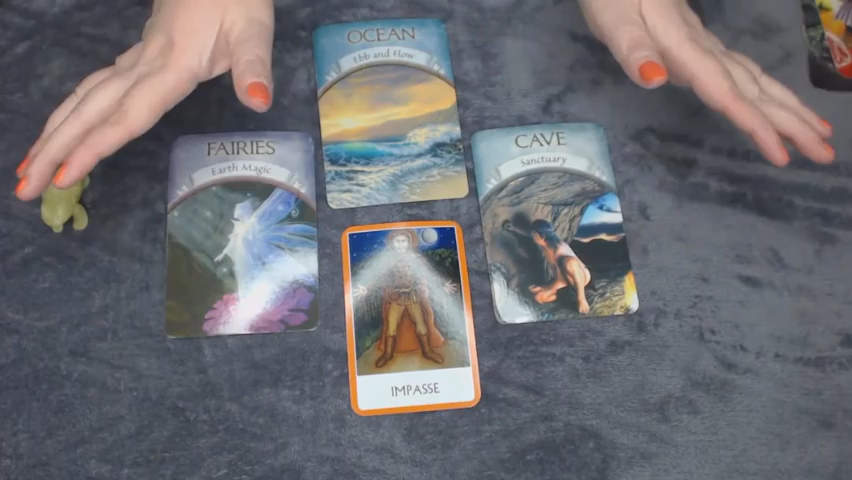 OCEAN
Ebb and Flow
FAIRIES
Earth Magic
CAVE
Sanctuary
IMPASSE